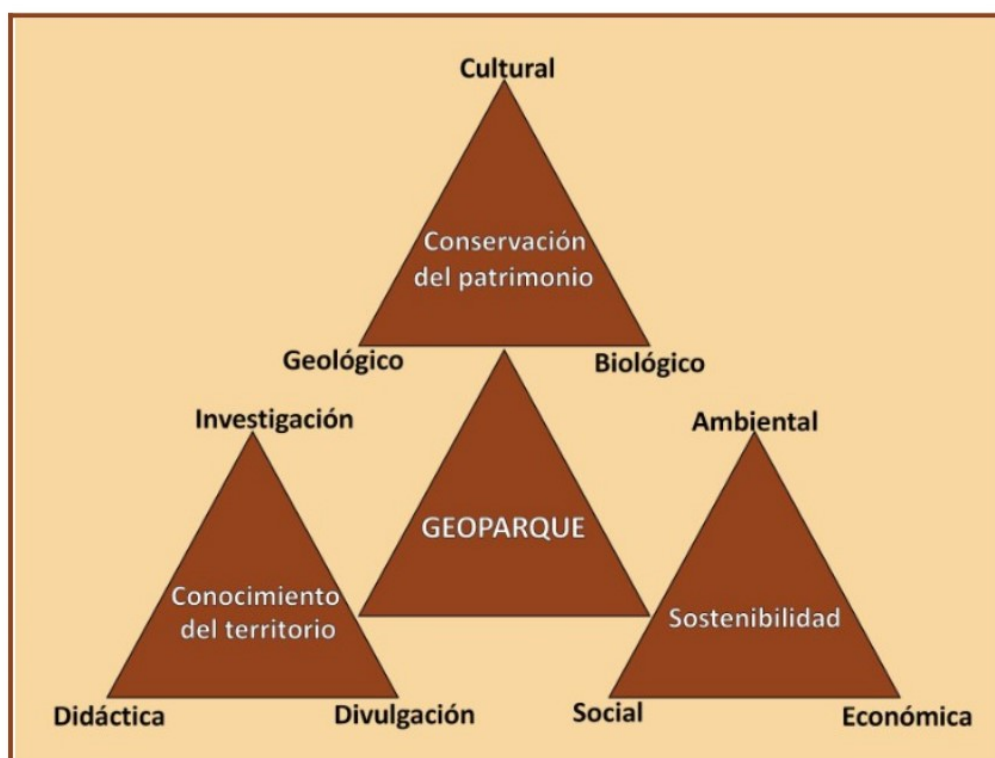 Cultural
Conservación
del patrimonio
Geológico
Biológico
Investigación
Ambiental
GEOPARQUE
Conocimiento
del territorio
Sostenibilidad
Didáctica
Divulgación
Social
Económica